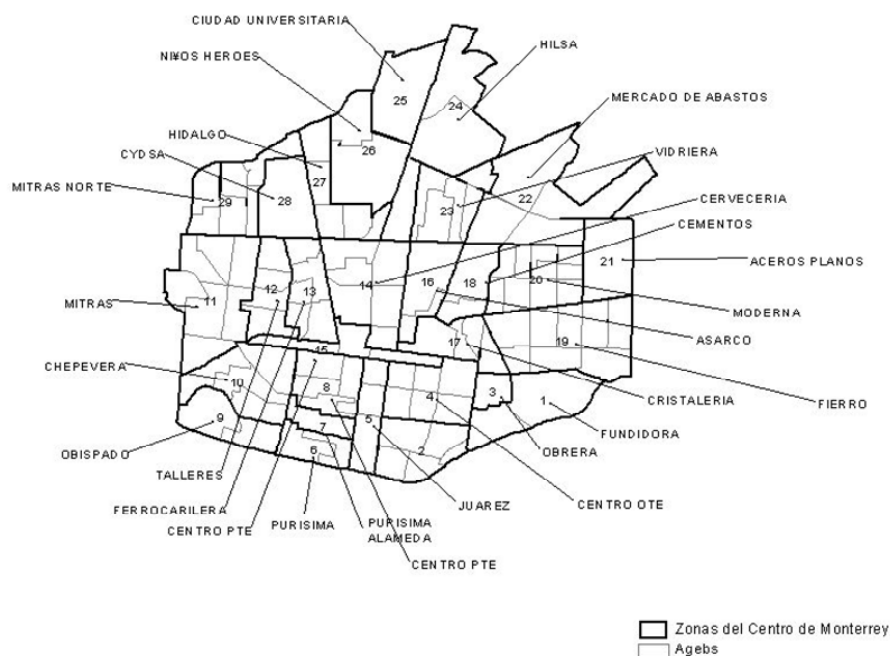 CIUDAD UNIVERSITARIA
HILSA
NI¥OS HEROES
25
24
MERCADO DE ABASTOS
HIDALGO
26
VIDRIERA
CYDSA
27
MITRAS NORTE
29
28
23
22
CERVECERIA
CEMENTOS
21
ACEROS PLANOS
12
13
14
16
18
20
11
MITRAS
MODERNA
ASARCO
17
19
15
CHEPEVERA
10
8
4
3
1
CRISTALERIA
FIERRO
9
5
7
FUNDIDORA
OBISPADO
6
2
OBRERA
TALLERES
FERROCARILERA
JUAREZ
CENTRO OTE
CENTRO PTE
PURISIMA
PURISIMA
ALAMEDA
CENTRO PTE
Zonas del Centro de Monterrey
Agebs